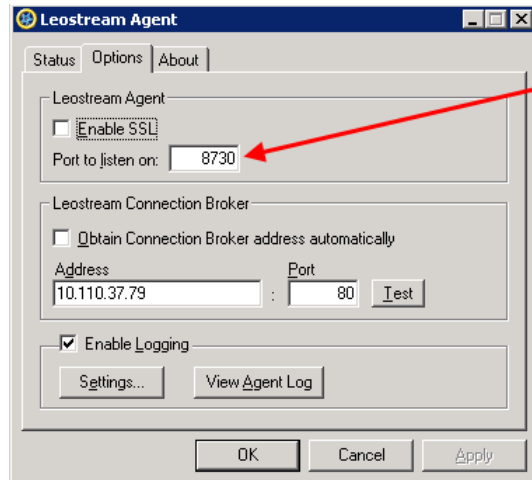 Leostream Agent
Status Options About
Leostream Agent
Enable SSL
Port to listen on: 8730
Leostream Connection Broker
Obtain Connection Broker address automatically
Address Port
10.110.37.79 : 80 Test
Enable Logging
Settings... View Agent Log
OK Cancel Apply